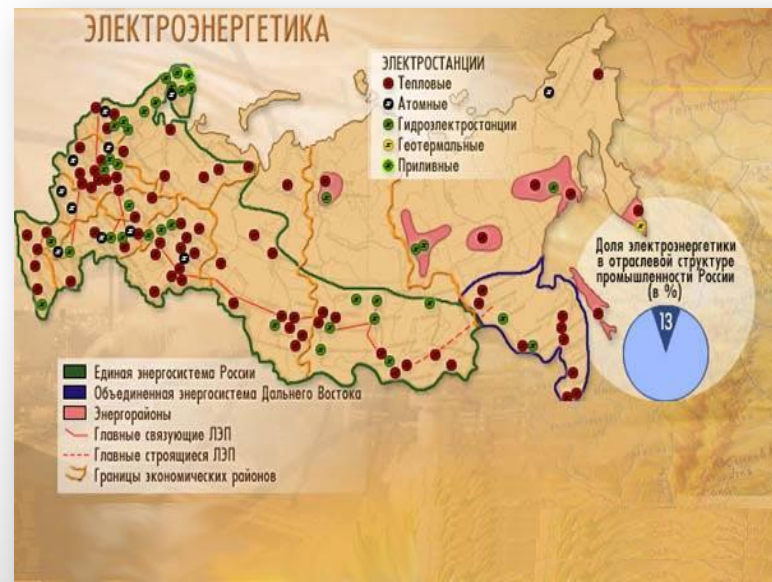 ЭЛЕКТРОЭНЕРГЕТИКА
ЭЛЕКТРОСТАНЦИИ
Тепловые
Атомные
Гидроэлектростанции
Геотермальные
Приливные
Доля электроэнергетики
в отраслевой структуре
промышленности России
(в %)
13
Единая энергосистема России
Объединенная энергосистема Дальнего Востока
Энергорайоны
Главные связующие ЛЭП
Главные строящиеся ЛЭП
Границы экономических районов